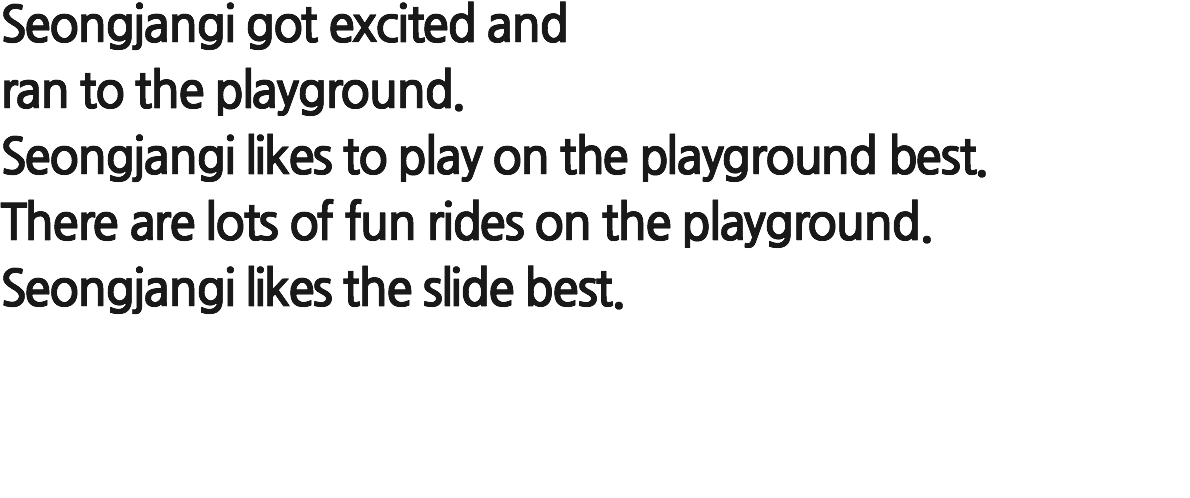 Seongjangi got excited and
ran to the playground.
Seongjangi likes to play on the playground best.
There are lots of fun rides on the playground.
Seongjangi likes the slide best.